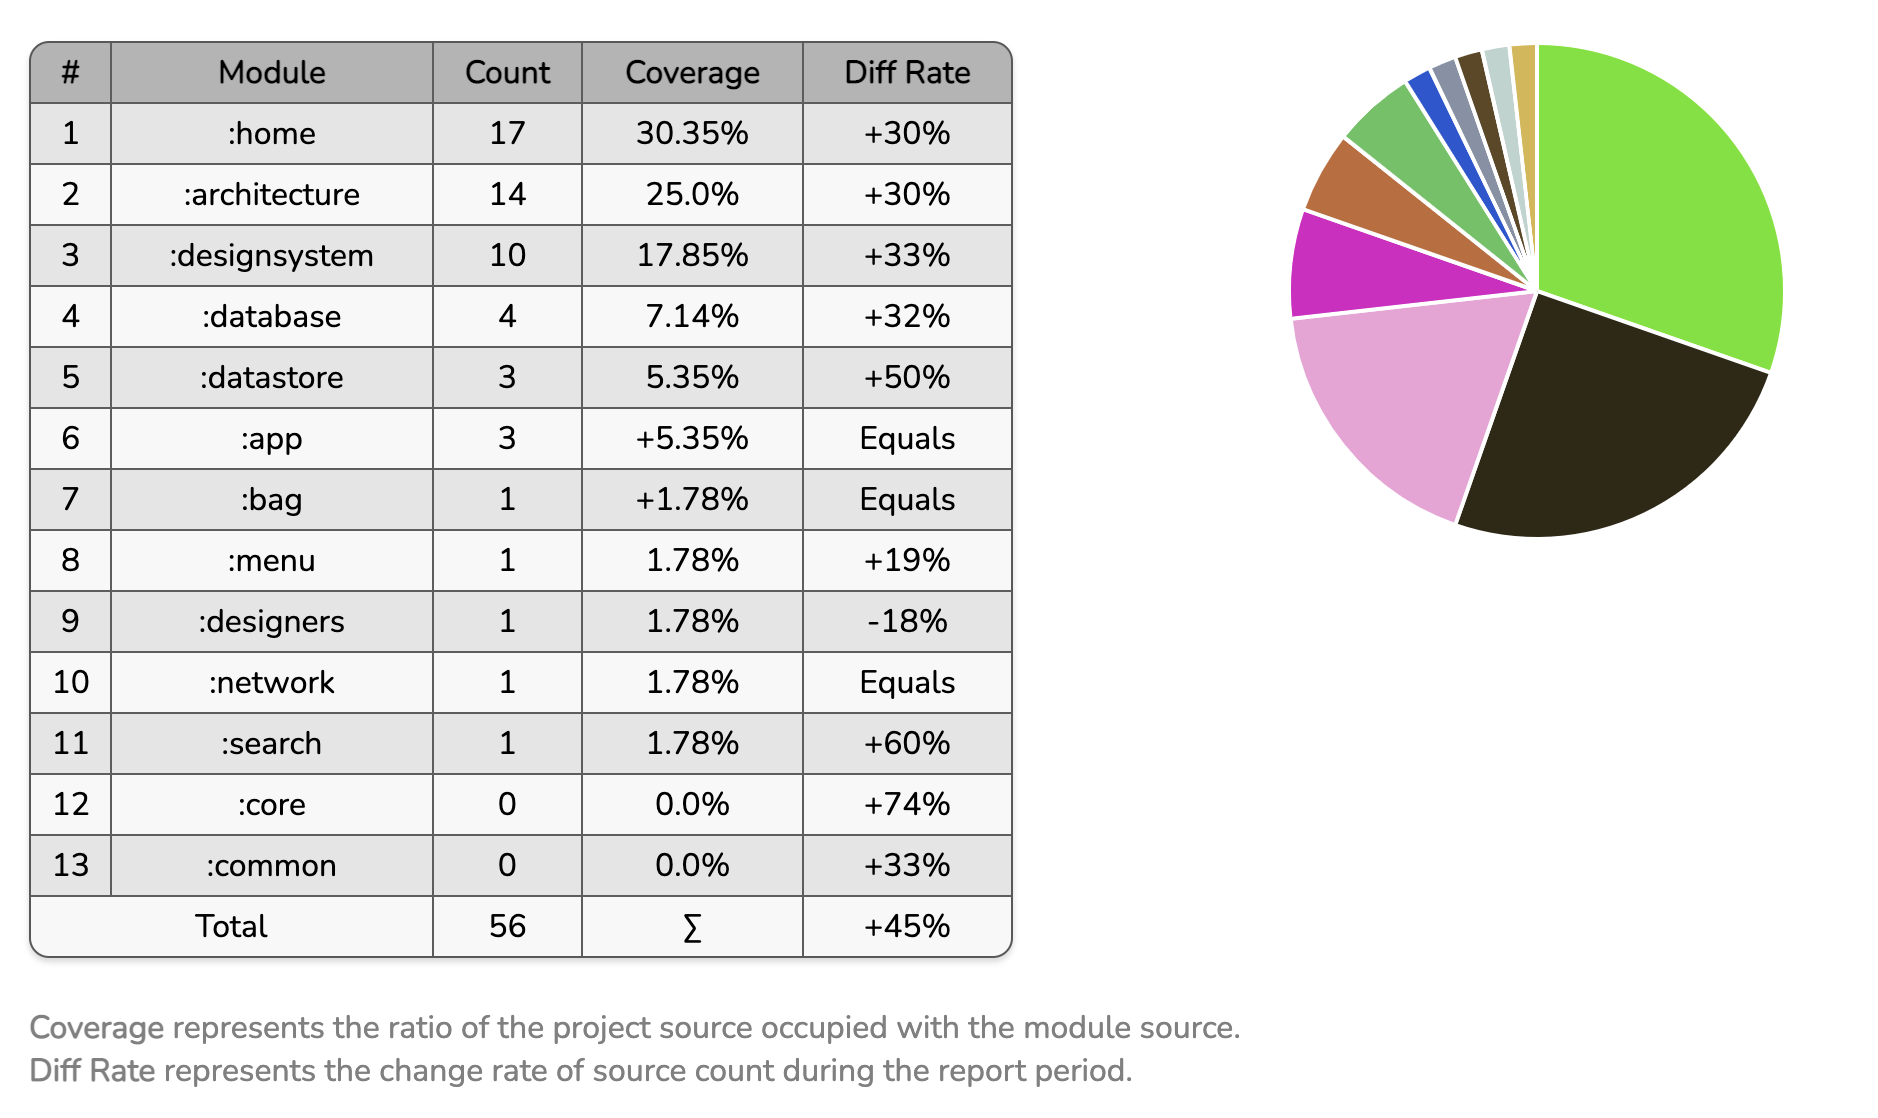 # Module Count Coverage Diff Rate
1 :home 17 30.35% +30%
2 :architecture 14 25.0% +30%
3 :designsystem 10 17.85% +33%
4 :database 4 7.14% +32%
5 :datastore 3 5.35% +50%
6 :app 3 +5.35% Equals
7 :bag 1 +1.78% Equals
8 :menu 1 1.78% +19%
9 :designers 1 1.78% -18%
10 :network 1 1.78% Equals
11 :search 1 1.78% +60%
12 :core 0 0.0% +74%
13 :common 0 0.0% +33%
Total 56 ∑ +45%
Coverage represents the ratio of the project source occupied with the module source.
Diff Rate represents the change rate of source count during the report period.